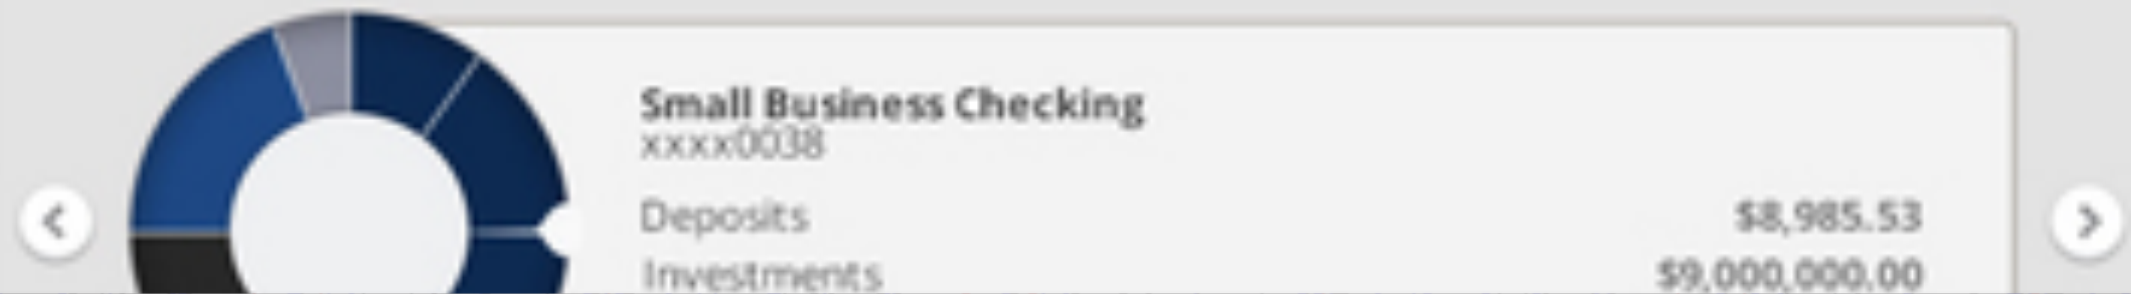 Small Business Checking
xxxx0038
Deposits $8,985.53
Investments $9,000,000.00